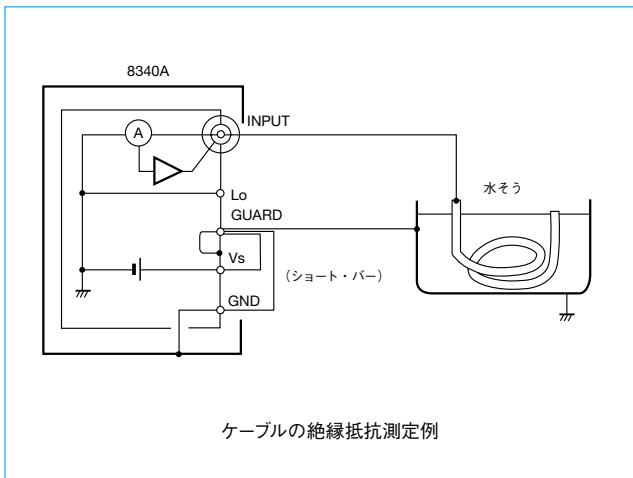 8340A
A
INPUT
水そう
Lo
GUARD
Vs
（ショート・バー）
GND
ケーブルの絶縁抵抗測定例